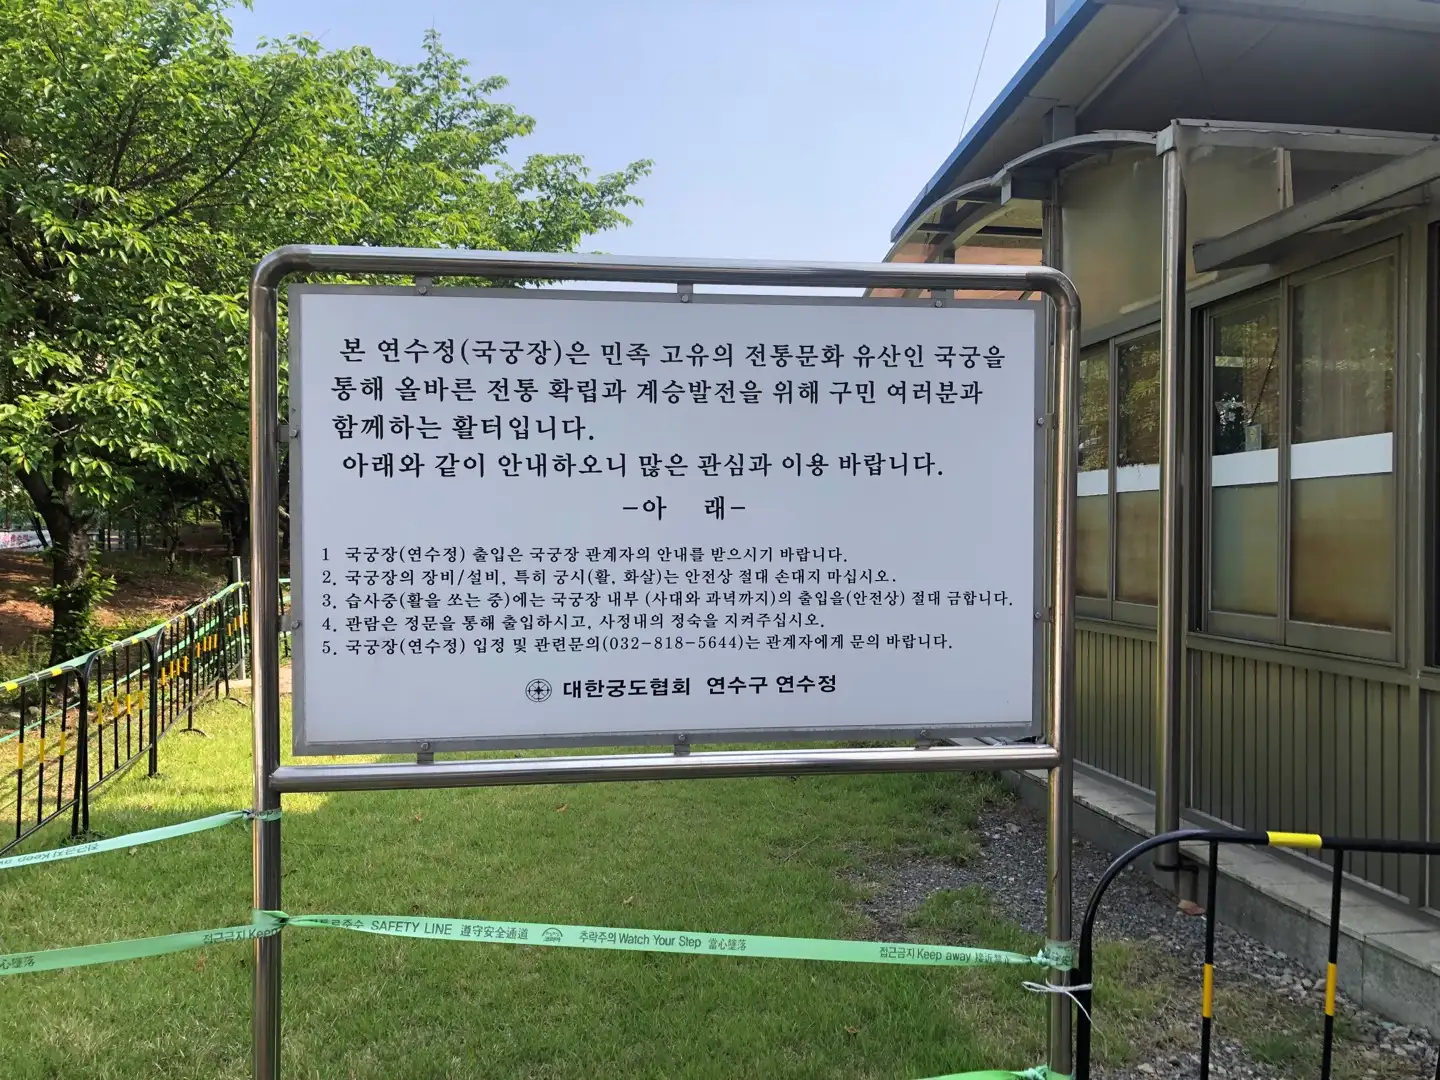 본 연수정(국궁장)은 민족 고유의 전통문화 유산인 국궁을
통해 올바른 전통 확립과 계승발전을 위해 구민 여러분과
함께하는 활터입니다.
아래와 같이 안내하오니 많은 관심과 이용 바랍니다.
-아 래-
1 국궁장(연수정) 출입은 국궁장 관계자의 안내를 받으시기 바랍니다.
2. 국궁장의 장비/설비, 특히 궁시(활, 화살)는 안전상 절대 손대지 마십시오.
3. 습사중(활을 쏘는 중)에는 국궁장 내부 (사대와 과녁까지)의 출입을(안전상) 절대 금합니다.
4. 관람은 정문을 통해 출입하시고, 사정내의 정숙을 지켜주십시오.
5. 국궁장(연수정) 입정 및 관련문의(032-818-5644)는 관계자에게 문의 바랍니다.
대한궁도협회 연수구 연수정
접근금지 Keep
SAFETY LINE 遵守安全通道 추락주의 Watch Your Step 當心墜落 접근금지 Keep away